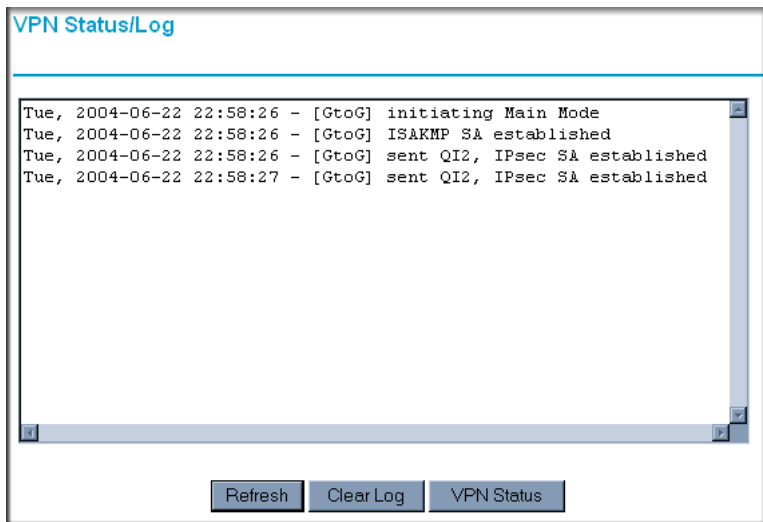 VPN Status/Log
Tue, 2004-06-22 22:58:26 - [GtoG] initiating Main Mode
Tue, 2004-06-22 22:58:26 - [GtoG] ISAKMP SA established
Tue, 2004-06-22 22:58:26 - [GtoG] sent QI2, IPsec SA established
Tue, 2004-06-22 22:58:27 - [GtoG] sent QI2, IPsec SA established
Refresh Clear Log VPN Status